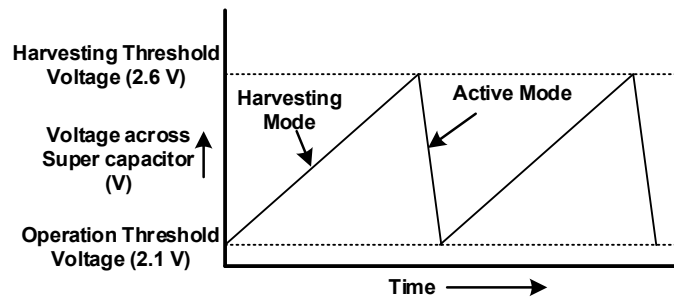 Harvesting Threshold
Voltage (2.6 V)
Harvesting
Mode
Active Mode
Voltage across
Super capacitor
(V)
Operation Threshold
Voltage (2.1 V)
Time